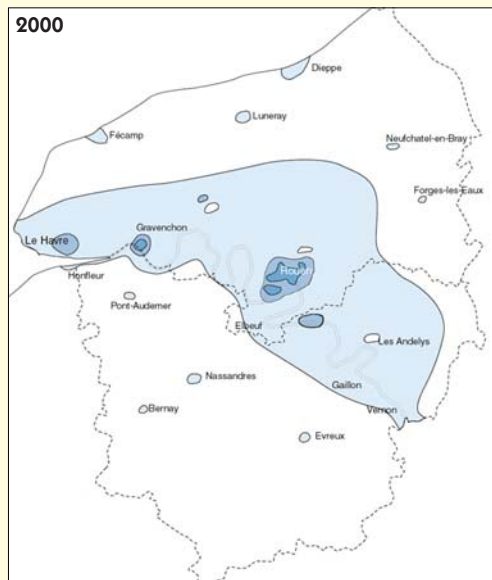 2000
Dieppe
Luneray
Fécamp
Neufchatel-en-Bray
Forges-les-Eaux
Gravenchon
Le Havre
Rouen
Honfleur
Pont-Audemer
Elbeuf
Les Andelys
Nassandres
Gaillon
Bernay
Vernon
Evreux